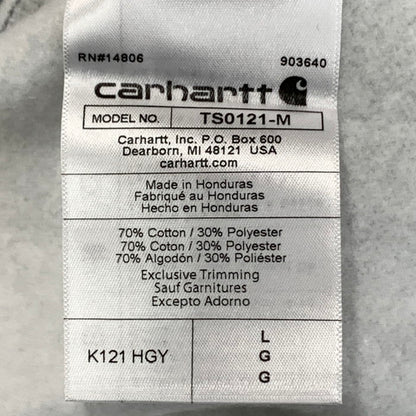 RN#14806 903640
carhartt
MODEL NO. TS0121-M
Carhartt, Inc. P.O. Box 600
Dearborn, MI 48121 USA
carhartt.com
Made in Honduras
Fabriqué au Honduras
Hecho en Honduras
70% Cotton / 30% Polyester
70% Coton / 30% Polyester
70% Algodón / 30% Poliéster
Exclusive Trimming
Sauf Garnitures
Excepto Adorno
K121 HGY
L
G
G